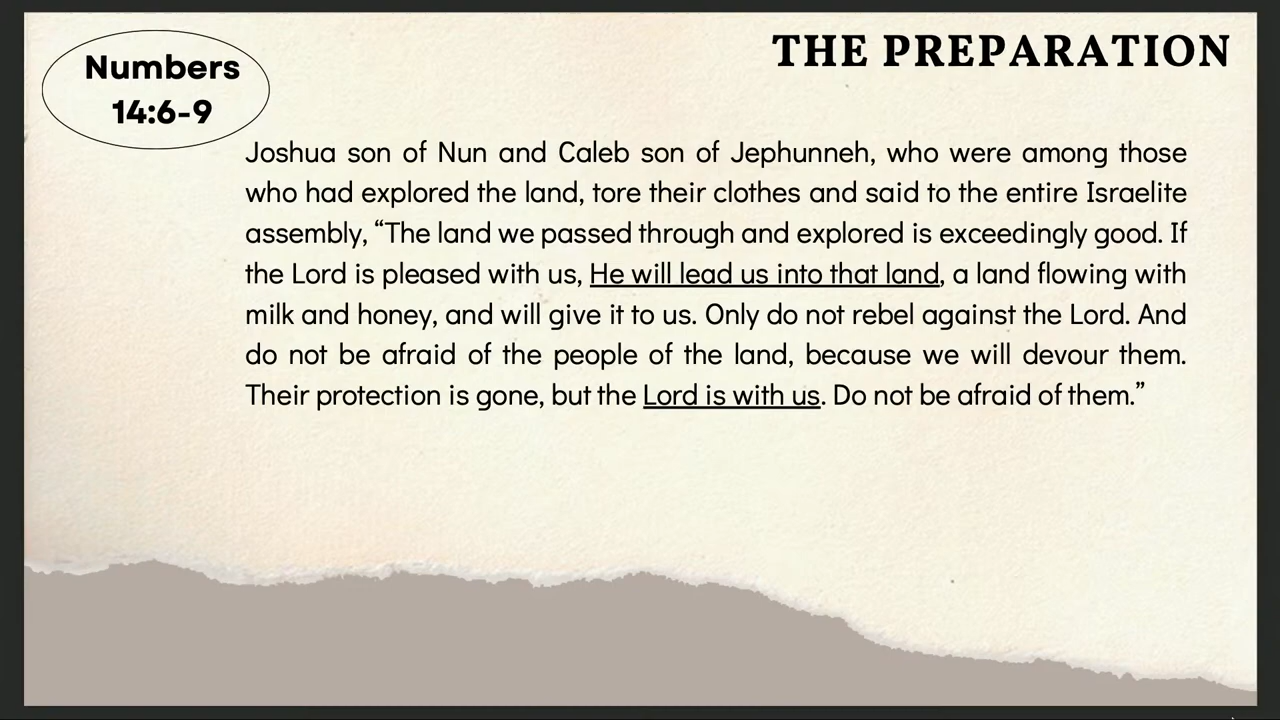 Numbers
14:6-9
THE PREPARATION
Joshua son of Nun and Caleb son of Jephunneh, who were among those
who had explored the land, tore their clothes and said to the entire Israelite
assembly, “The land we passed through and explored is exceedingly good. If
the Lord is pleased with us, He will lead us into that land, a land flowing with
milk and honey, and will give it to us. Only do not rebel against the Lord. And
do not be afraid of the people of the land, because we will devour them.
Their protection is gone, but the Lord is with us. Do not be afraid of them.”